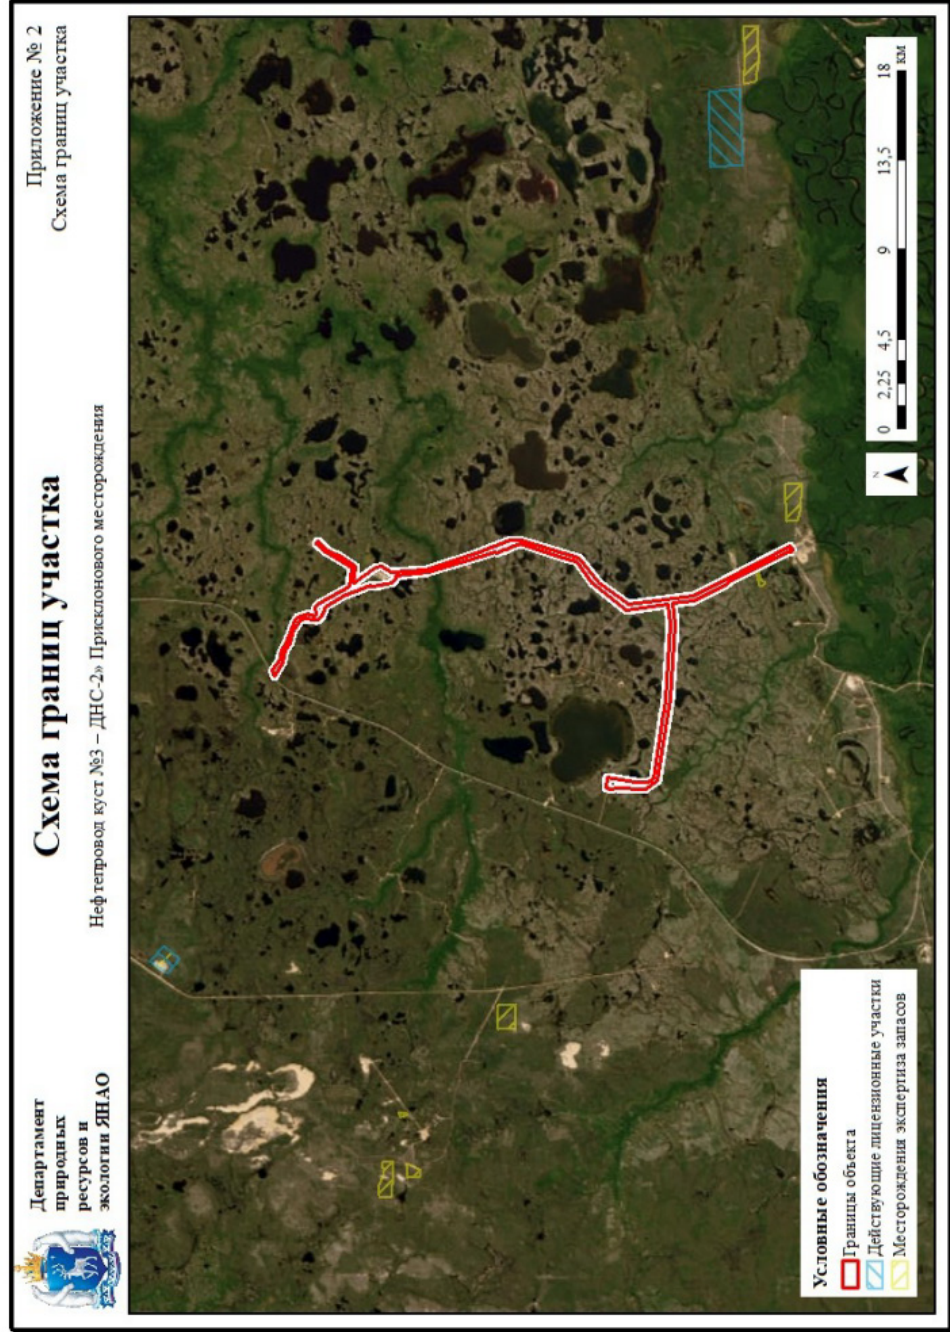 Департамент
природных
ресурсов и
экологии ЯНАО
Приложение № 2
Схема границ участка
Схема границ участка
Нефтепровод куст №3 – ДНС-2» Присклонового месторождения
Условные обозначения
Границы объекта
Действующие лицензионные участки
Месторождения экспертиза запасов
N
0 2,25 4,5 9 13,5 18
км